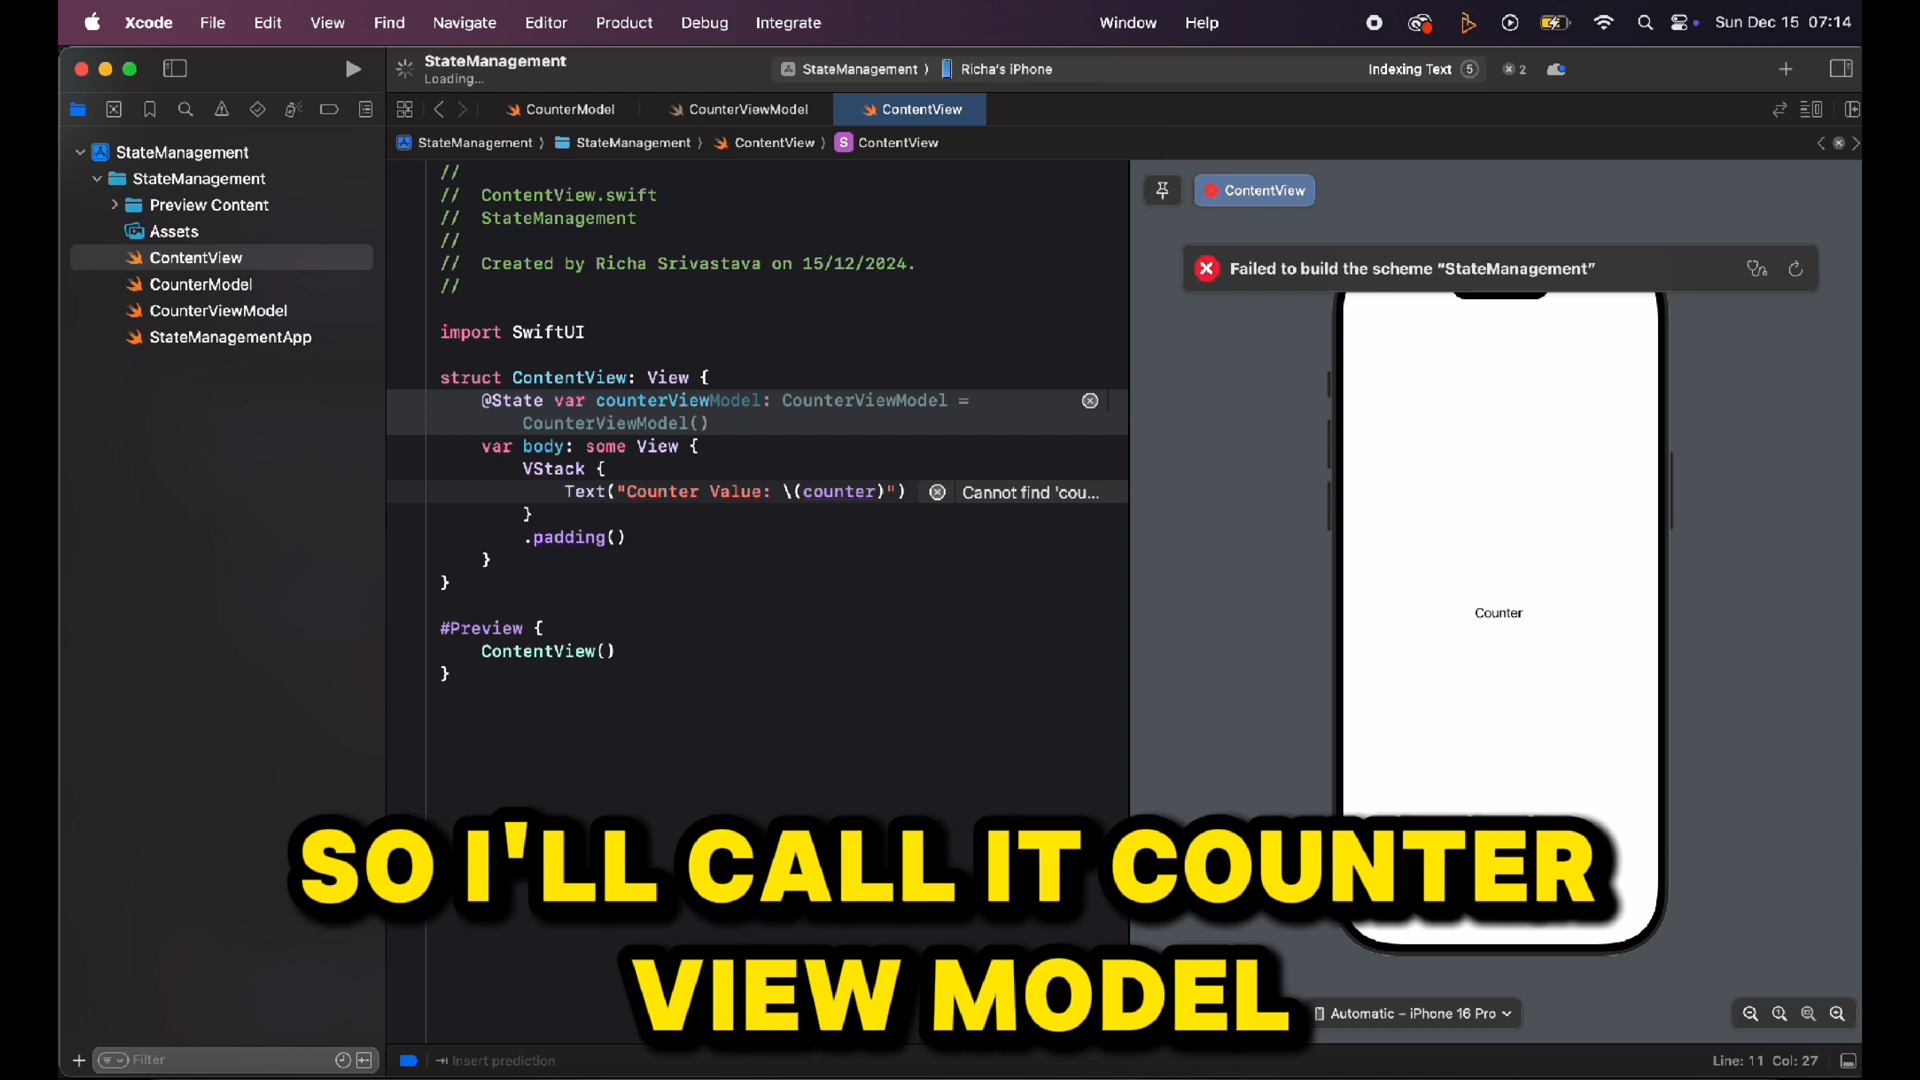 Xcode File Edit View Find Navigate Editor Product Debug Integrate Window Help Sun Dec 15 07:14
StateManagement
Loading...
StateManagement ⟩ Richa's iPhone Indexing Text 5 2
CounterModel CounterViewModel ContentView
StateManagement ⟩ StateManagement ⟩ ContentView ⟩ S ContentView
StateManagement
StateManagement
Preview Content
Assets
ContentView
CounterModel
CounterViewModel
StateManagementApp
//
// ContentView.swift
// StateManagement
//
// Created by Richa Srivastava on 15/12/2024.
//
import SwiftUI
struct ContentView: View {
@State var counterViewModel: CounterViewModel =
CounterViewModel()
var body: some View {
VStack {
Text("Counter Value: \(counter)") Cannot find 'cou...
}
.padding()
}
}
#Preview {
ContentView()
}
ContentView
Failed to build the scheme “StateManagement”
Counter
SO I'LL CALL IT COUNTER
VIEW MODEL
Automatic – iPhone 16 Pro
Filter
Insert prediction
Line: 11 Col: 27